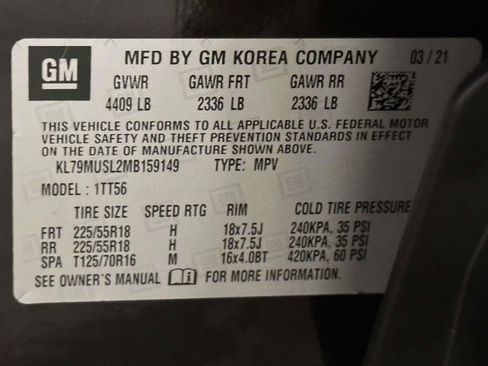 GM MFD BY GM KOREA COMPANY 03/21
GVWR GAWR FRT GAWR RR
4409 LB 2336 LB 2336 LB
THIS VEHICLE CONFORMS TO ALL APPLICABLE U.S. FEDERAL MOTOR
VEHICLE SAFETY AND THEFT PREVENTION STANDARDS IN EFFECT
ON THE DATE OF MANUFACTURE SHOWN ABOVE.
KL79MUSL2MB159149 TYPE: MPV
MODEL: 1TT56
TIRE SIZE SPEED RTG RIM COLD TIRE PRESSURE
FRT 225/55R18 H 18x7.5J 240KPA, 35 PSI
RR 225/55R18 H 18x7.5J 240KPA, 35 PSI
SPA T125/70R16 M 16x4.0BT 420KPA, 60 PSI
SEE OWNER'S MANUAL FOR MORE INFORMATION.